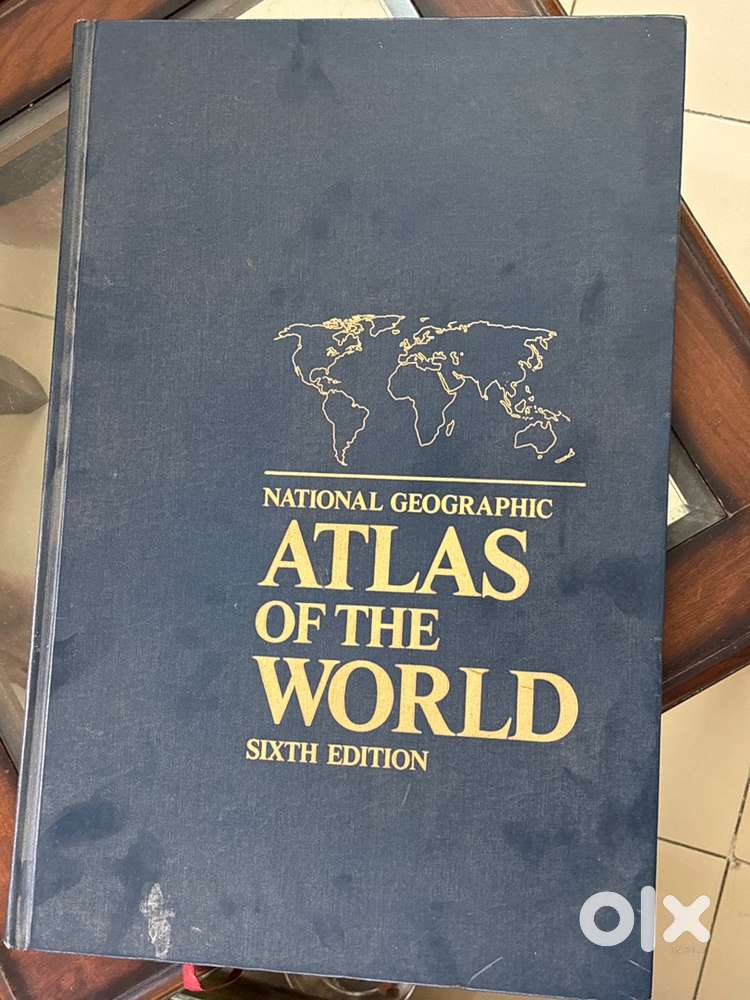 NATIONAL GEOGRAPHIC
ATLAS
OF THE
WORLD
SIXTH EDITION
olx